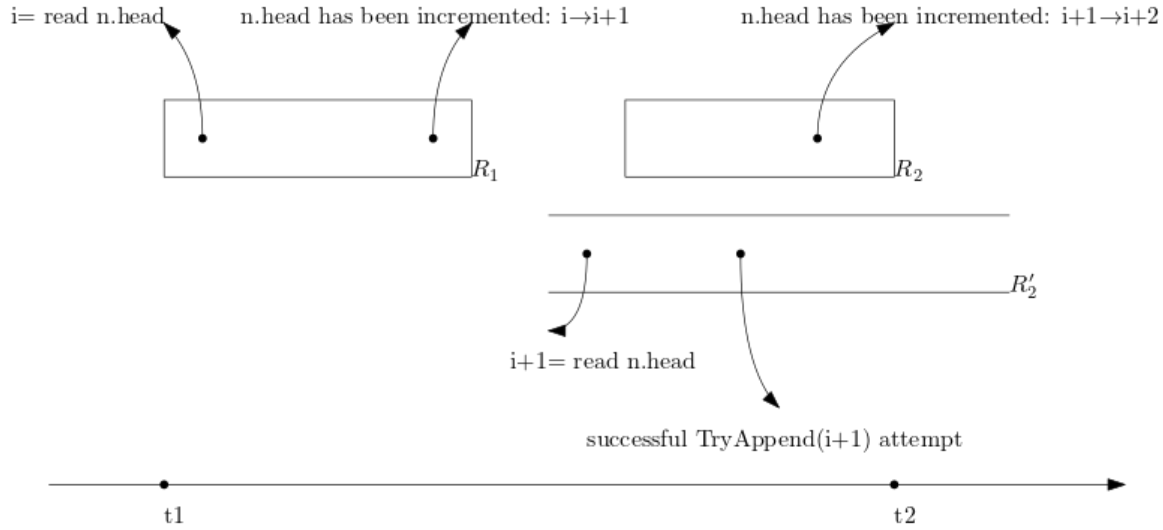 i= read n.head
n.head has been incremented: i→i+1
n.head has been incremented: i+1→i+2
R₁
R₂
R′₂
i+1= read n.head
successful TryAppend(i+1) attempt
t1
t2